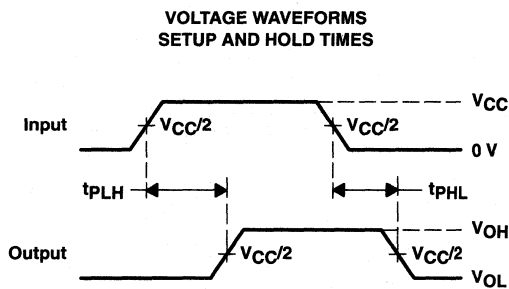 VOLTAGE WAVEFORMS
SETUP AND HOLD TIMES
VCC
Input
VCC/2
VCC/2
0 V
tPLH
tPHL
VOH
Output
VCC/2
VCC/2
VOL